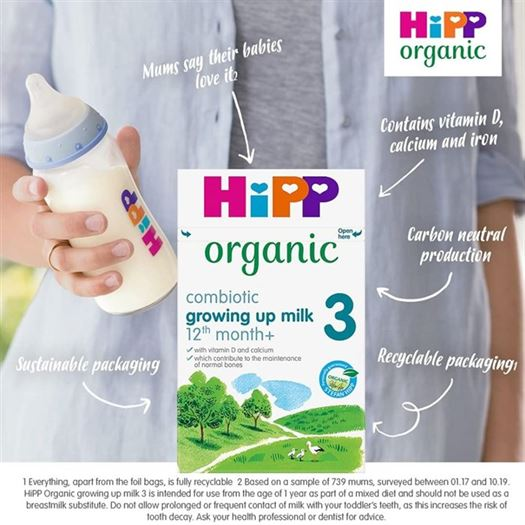 HiPP
organic
Mums say their babies
love it2
Contains vitamin D,
calcium and iron
HiPP
HiPP
Open
here
organic
Carbon neutral
production
combiotic
growing up milk
12th month+
3
✓ with vitamin D and calcium
✓ which contribute to the maintenance
of normal bones
Sustainable packaging
Recyclable packaging1
ORGANIC
STEFAN HIPP
1 Everything, apart from the foil bags, is fully recyclable 2 Based on a sample of 739 mums, surveyed between 01.17 and 10.19.
HiPP Organic growing up milk 3 is intended for use from the age of 1 year as part of a mixed diet and should not be used as a
breastmilk substitute. Do not allow prolonged or frequent contact of milk with your toddler's teeth, as this increases the risk of
tooth decay. Ask your health professional or dentist for advice.